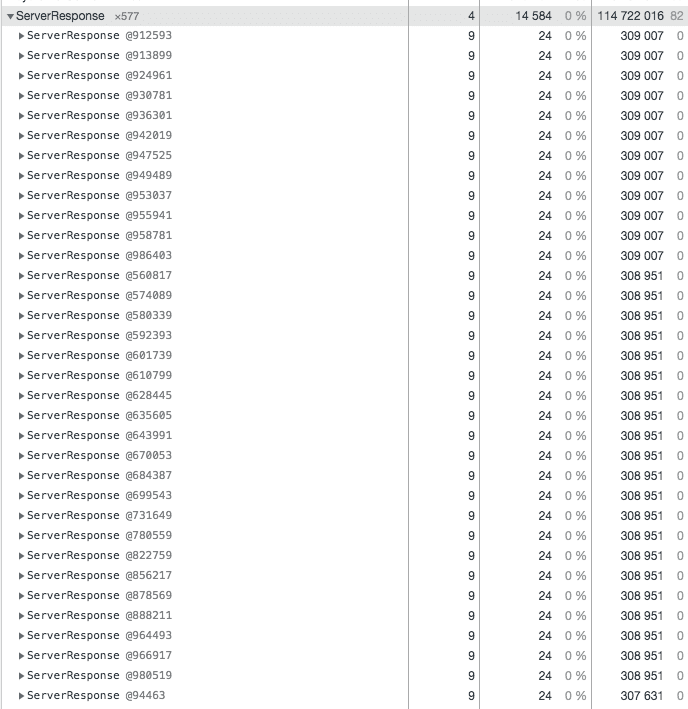 ServerResponse ×577 4 14 584 0 % 114 722 016 82
ServerResponse @912593 9 24 0 % 309 007 0
ServerResponse @913899 9 24 0 % 309 007 0
ServerResponse @924961 9 24 0 % 309 007 0
ServerResponse @930781 9 24 0 % 309 007 0
ServerResponse @936301 9 24 0 % 309 007 0
ServerResponse @942019 9 24 0 % 309 007 0
ServerResponse @947525 9 24 0 % 309 007 0
ServerResponse @949489 9 24 0 % 309 007 0
ServerResponse @953037 9 24 0 % 309 007 0
ServerResponse @955941 9 24 0 % 309 007 0
ServerResponse @958781 9 24 0 % 309 007 0
ServerResponse @986403 9 24 0 % 309 007 0
ServerResponse @560817 9 24 0 % 308 951 0
ServerResponse @574089 9 24 0 % 308 951 0
ServerResponse @580339 9 24 0 % 308 951 0
ServerResponse @592393 9 24 0 % 308 951 0
ServerResponse @601739 9 24 0 % 308 951 0
ServerResponse @610799 9 24 0 % 308 951 0
ServerResponse @628445 9 24 0 % 308 951 0
ServerResponse @635605 9 24 0 % 308 951 0
ServerResponse @643991 9 24 0 % 308 951 0
ServerResponse @670053 9 24 0 % 308 951 0
ServerResponse @684387 9 24 0 % 308 951 0
ServerResponse @699543 9 24 0 % 308 951 0
ServerResponse @731649 9 24 0 % 308 951 0
ServerResponse @780559 9 24 0 % 308 951 0
ServerResponse @822759 9 24 0 % 308 951 0
ServerResponse @856217 9 24 0 % 308 951 0
ServerResponse @878569 9 24 0 % 308 951 0
ServerResponse @888211 9 24 0 % 308 951 0
ServerResponse @964493 9 24 0 % 308 951 0
ServerResponse @966917 9 24 0 % 308 951 0
ServerResponse @980519 9 24 0 % 308 951 0
ServerResponse @94463 9 24 0 % 307 631 0